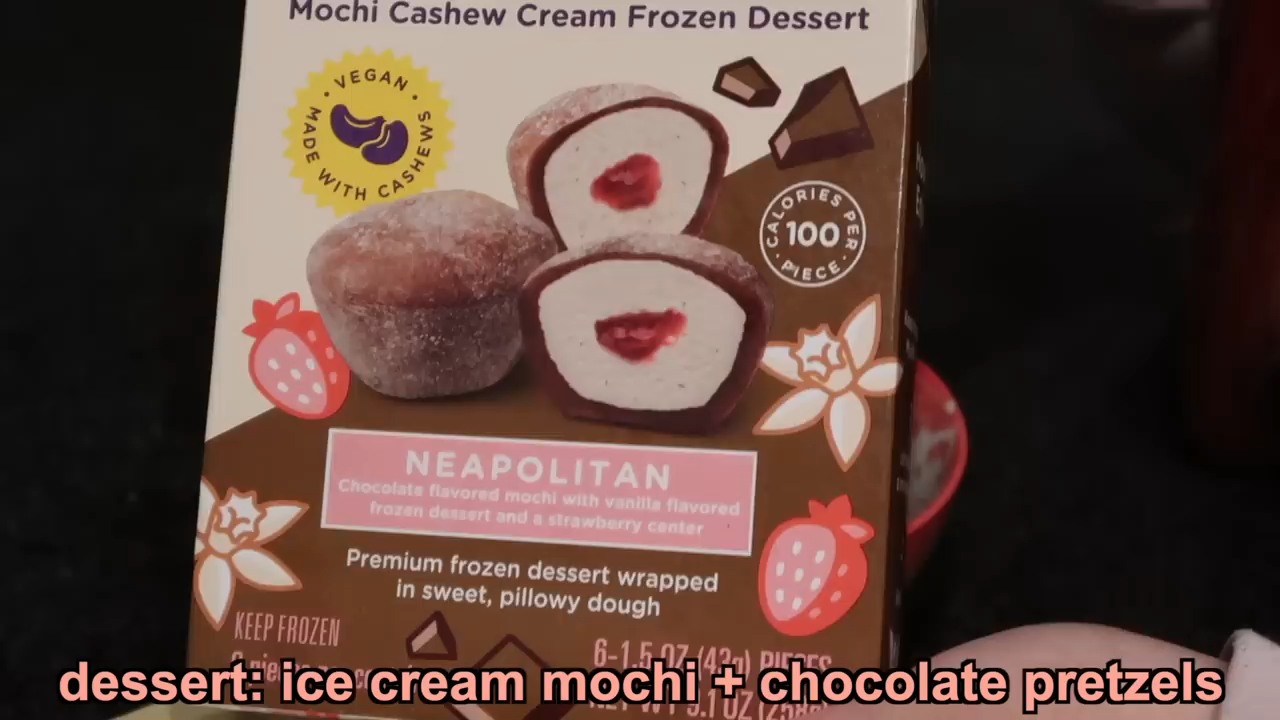 Mochi Cashew Cream Frozen Dessert
VEGAN
MADE WITH CASHEWS
CALORIES PER PIECE
100
NEAPOLITAN
Chocolate flavored mochi with vanilla flavored
frozen dessert and a strawberry center
Premium frozen dessert wrapped
in sweet, pillowy dough
KEEP FROZEN
6-1.5 OZ (43g) PIECES
dessert: ice cream mochi + chocolate pretzels